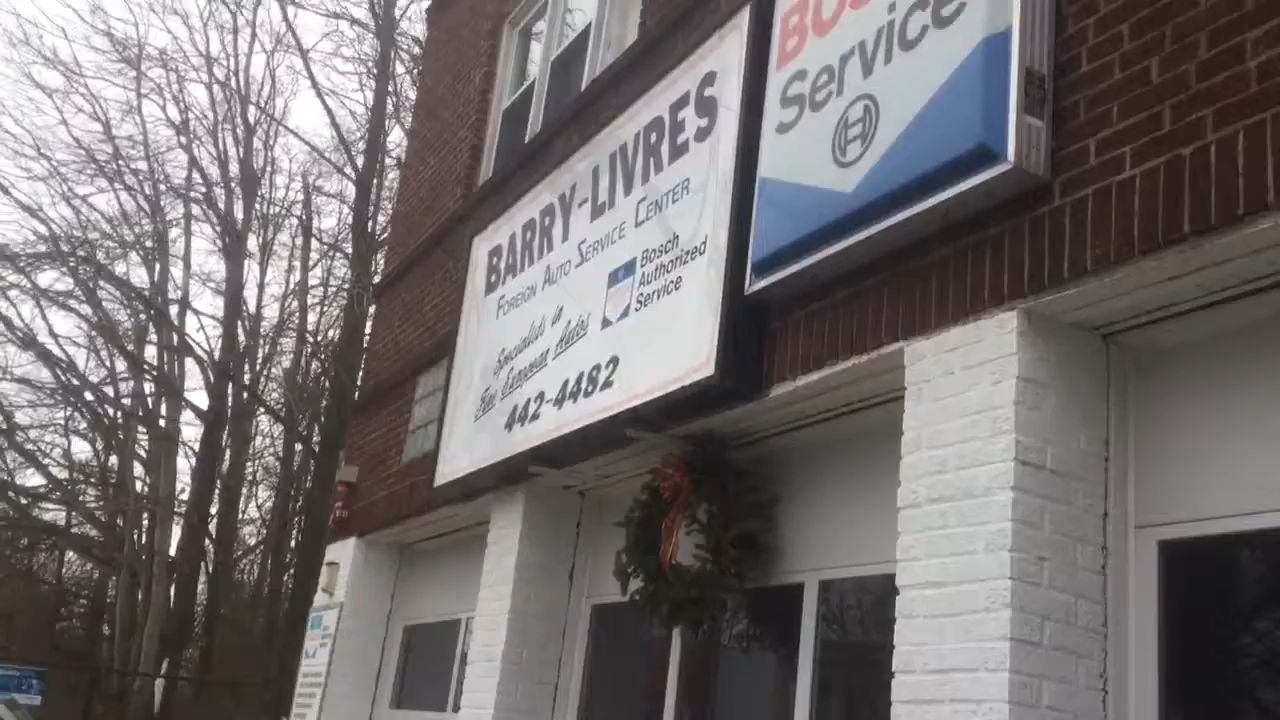 BARRY-LIVRES
FOREIGN AUTO SERVICE CENTER
Specialists in
Fine European Autos
Bosch
Authorized
Service
442-4482
Service